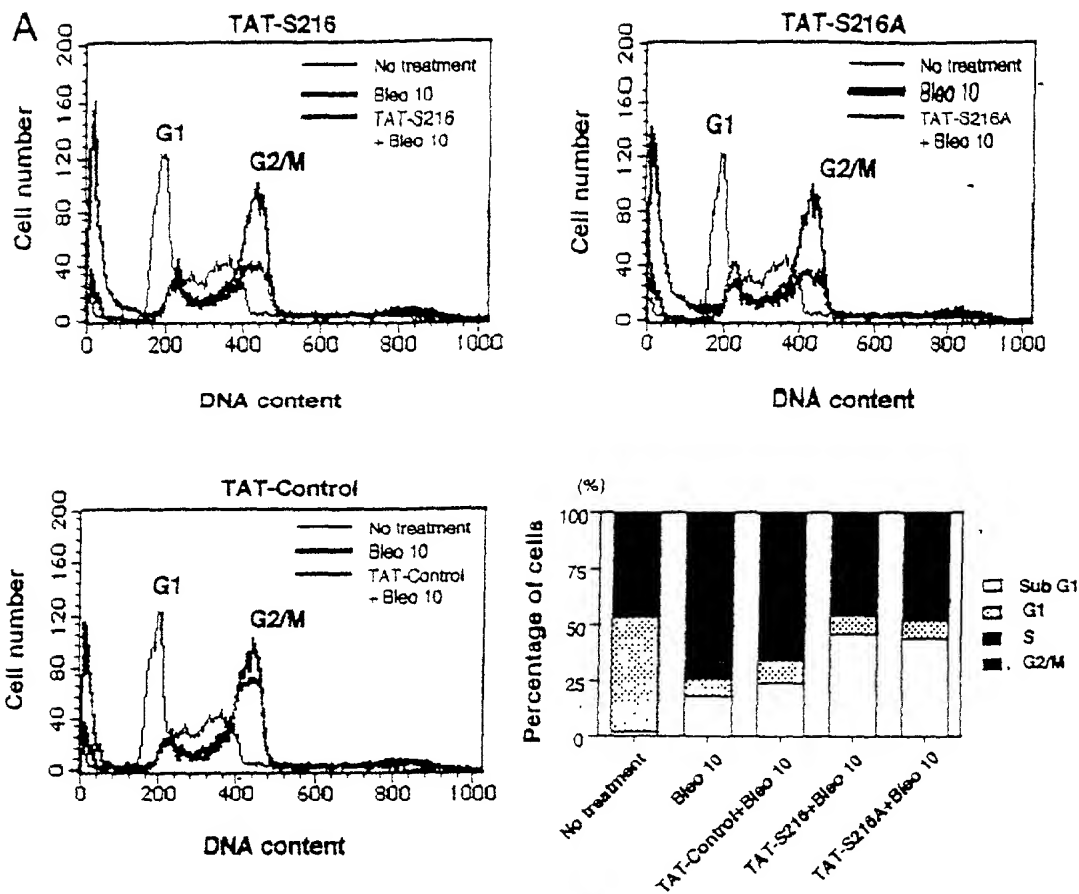 A
TAT-S216
200
160
120
80
40
0
Cell number
No treatment
Bleo 10
TAT-S216
+ Bleo 10
G1
G2/M
0 200 400 600 800 1000
DNA content
TAT-S216A
200
160
120
80
40
0
Cell number
No treatment
Bleo 10
TAT-S216A
+ Bleo 10
G1
G2/M
0 200 400 600 800 1000
DNA content
TAT-Control
200
160
120
80
40
0
Cell number
No treatment
Bleo 10
TAT-Control
+ Bleo 10
G1
G2/M
0 200 400 600 800 1000
DNA content
(%)
100
75
50
25
0
Percentage of cells
Sub G1
G1
S
G2/M
No treatment
Bleo 10
TAT-Control+Bleo 10
TAT-S216+Bleo 10
TAT-S216A+Bleo 10